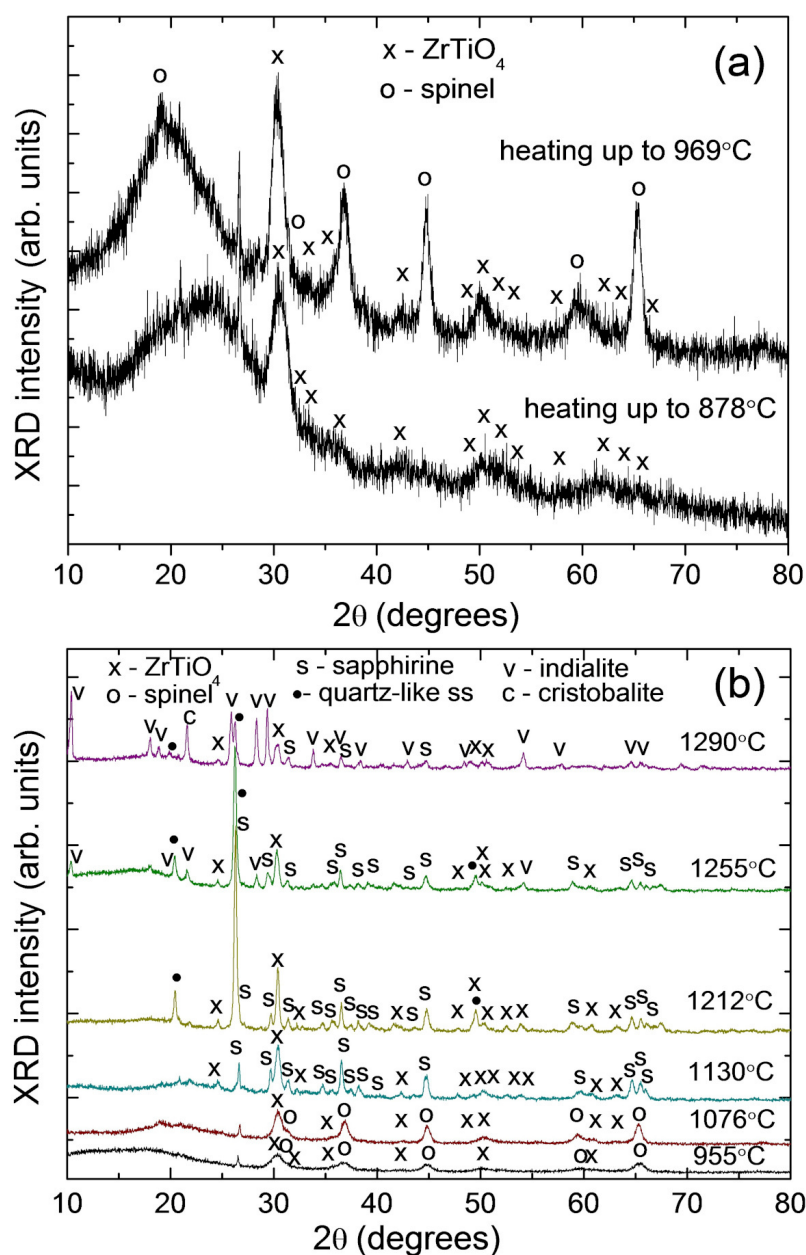 x - ZrTiO4
(a)
o - spinel
o
x
heating up to 969°C
o
o
o
o x x
x
x x x x
x
o
x x x
x
x x x
heating up to 878°C
x
x x x x
x
x x x
XRD intensity (arb. units)
10 20 30 40 50 60 70 80
2θ (degrees)
x - ZrTiO4 s - sapphirine v - indialite
(b)
o - spinel •- quartz-like ss c - cristobalite
v v v • c x v • v v x s v x v s v v s v x x v v v v 1290°C
v • v v x • s v s x s s s s s s x • x x x v s x s s s 1255°C
• x s s x s x s s s s s s x s s x x • x x s x x s s s 1212°C
x s s x s x s s s s s x s x x x x x s x x s s s 1130°C
x o x o x o x x o x x o 1076°C
x o x x o x o x o x o 955°C
XRD intensity (arb. units)
10 20 30 40 50 60 70 80
2θ (degrees)